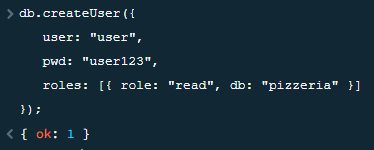 > db.createUser({
user: "user",
pwd: "user123",
roles: [{ role: "read", db: "pizzeria" }]
});
< { ok: 1 }